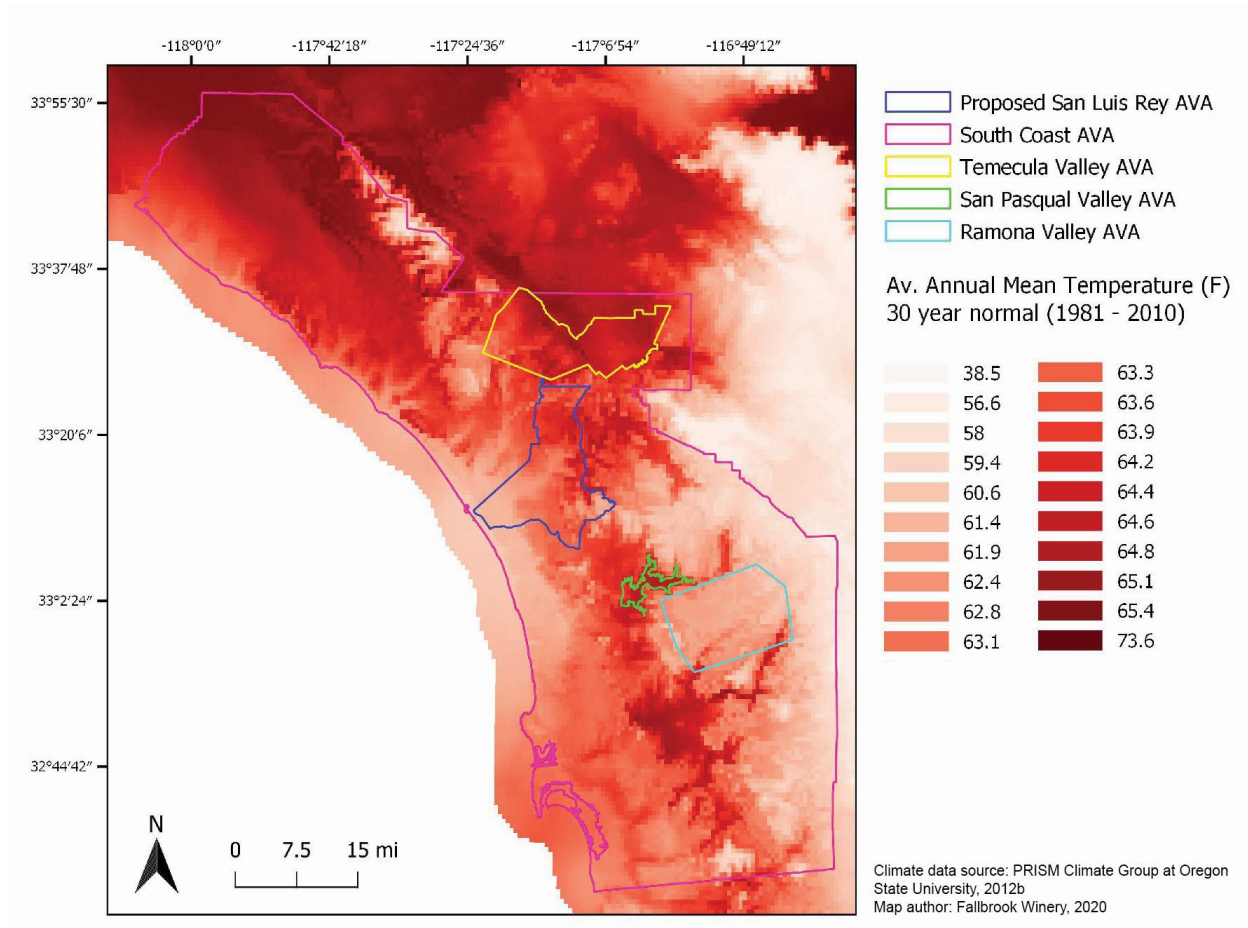 -118°0′0″
-117°42′18″
-117°24′36″
-117°6′54″
-116°49′12″
33°55′30″
33°37′48″
33°20′6″
33°2′24″
32°44′42″
N
0 7.5 15 mi
Proposed San Luis Rey AVA
South Coast AVA
Temecula Valley AVA
San Pasqual Valley AVA
Ramona Valley AVA
Av. Annual Mean Temperature (F)
30 year normal (1981 - 2010)
38.5
56.6
58
59.4
60.6
61.4
61.9
62.4
62.8
63.1
63.3
63.6
63.9
64.2
64.4
64.6
64.8
65.1
65.4
73.6
Climate data source: PRISM Climate Group at Oregon
State University, 2012b
Map author: Fallbrook Winery, 2020